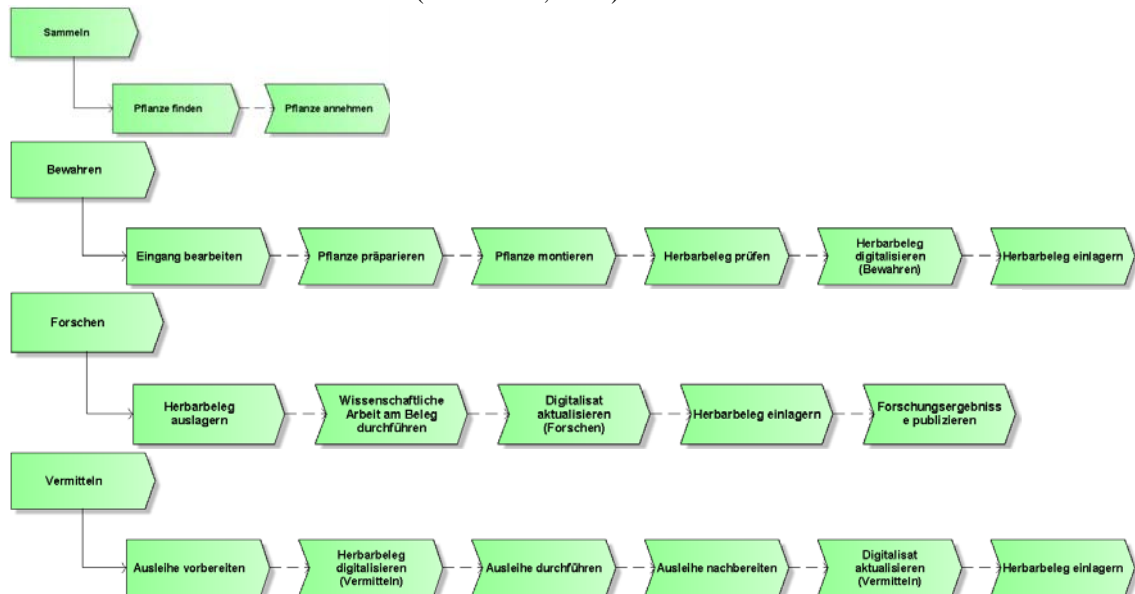 Sammeln
Pflanze finden
Pflanze annehmen
Bewahren
Eingang bearbeiten
Pflanze präparieren
Pflanze montieren
Herbarbeleg prüfen
Herbarbeleg
digitalisieren
(Bewahren)
Herbarbeleg einlagern
Forschen
Herbarbeleg
auslagern
Wissenschaftliche
Arbeit am Beleg
durchführen
Digitalisat
aktualisieren
(Forschen)
Herbarbeleg einlagern
Forschungsergebniss
e publizieren
Vermitteln
Ausleihe vorbereiten
Herbarbeleg
digitalisieren
(Vermitteln)
Ausleihe durchführen
Ausleihe nachbereiten
Digitalisat
aktualisieren
(Vermitteln)
Herbarbeleg einlagern